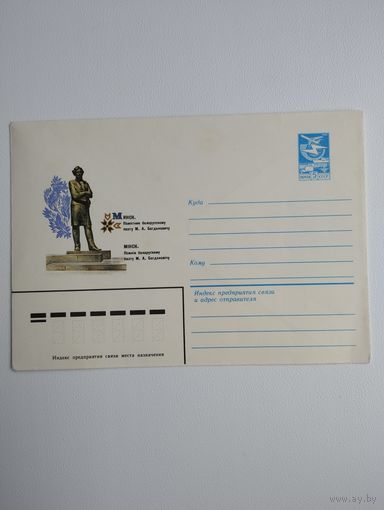 Минск.
Памятник белорусскому
поэту М. А. Богдановичу
МІНСК.
Помнік беларускаму
паэту М. А. Багдановічу
Куда
Кому
Индекс предприятия связи
и адрес отправителя
Индекс предприятия связи места назначения
www.ay.by